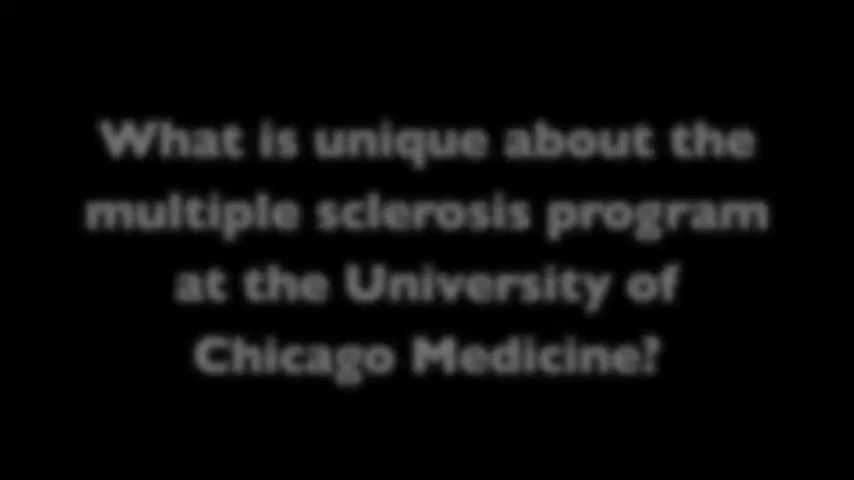 What is unique about the
multiple sclerosis program
at the University of
Chicago Medicine?